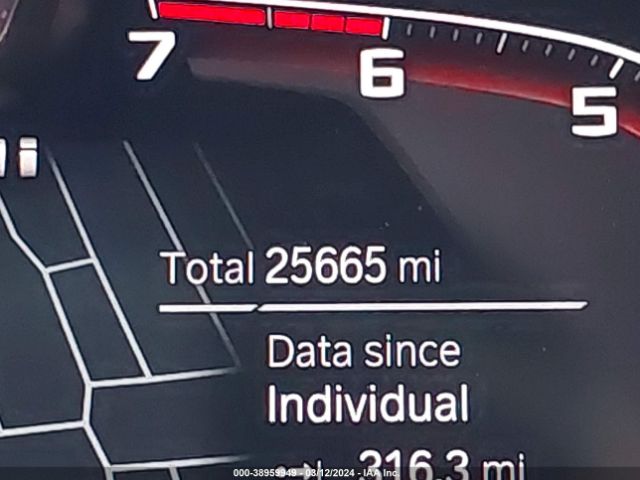 7
6
5
Total 25665 mi
Data since
Individual
316.3 mi
000-38959949 - 03/12/2024 - IAA Inc.